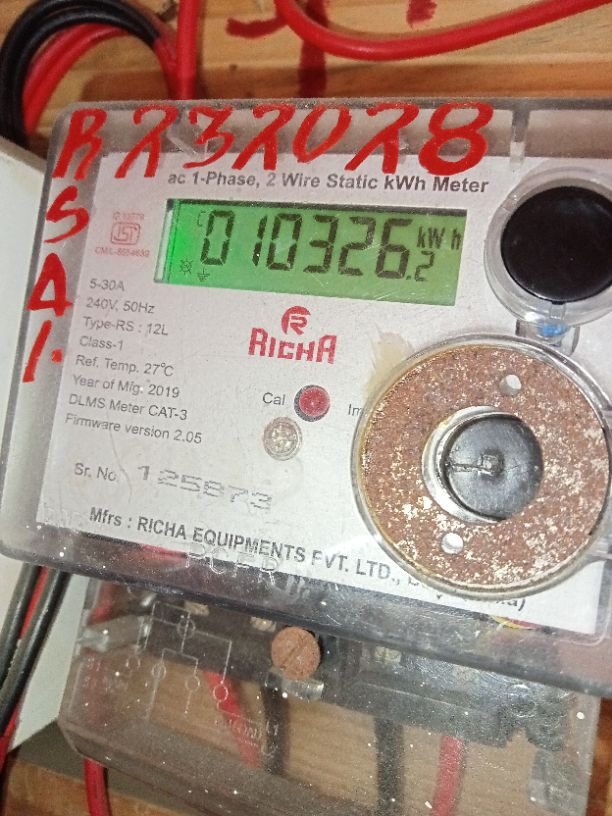 R 232028
S
A
1.
ac 1-Phase, 2 Wire Static kWh Meter
010326.2 kWh
5-30A
240V, 50Hz
Type-RS : 12L
Class-1
Ref. Temp. 27°C
Year of Mfg. 2019
DLMS Meter CAT-3
Firmware version 2.05
RICHA
Cal
Sr. No. 125873
Mfrs : RICHA EQUIPMENTS PVT. LTD.,